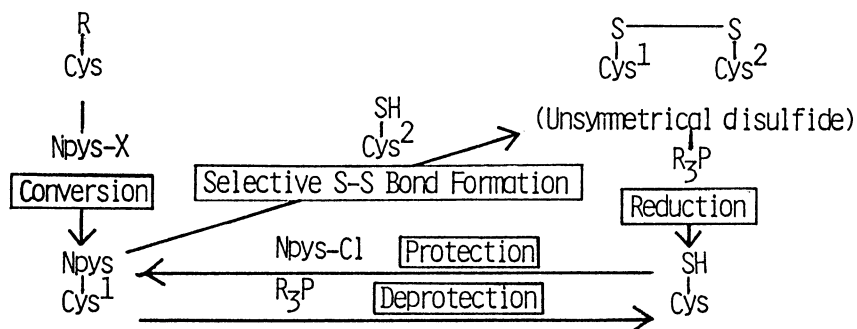 R
Cys
Npys-X
Conversion
Npys
Cys1
SH
Cys2
Selective S-S Bond Formation
S S
Cys1 Cys2
(Unsymmetrical disulfide)
R3P
Reduction
Npys-Cl Protection
R3P Deprotection
SH
Cys